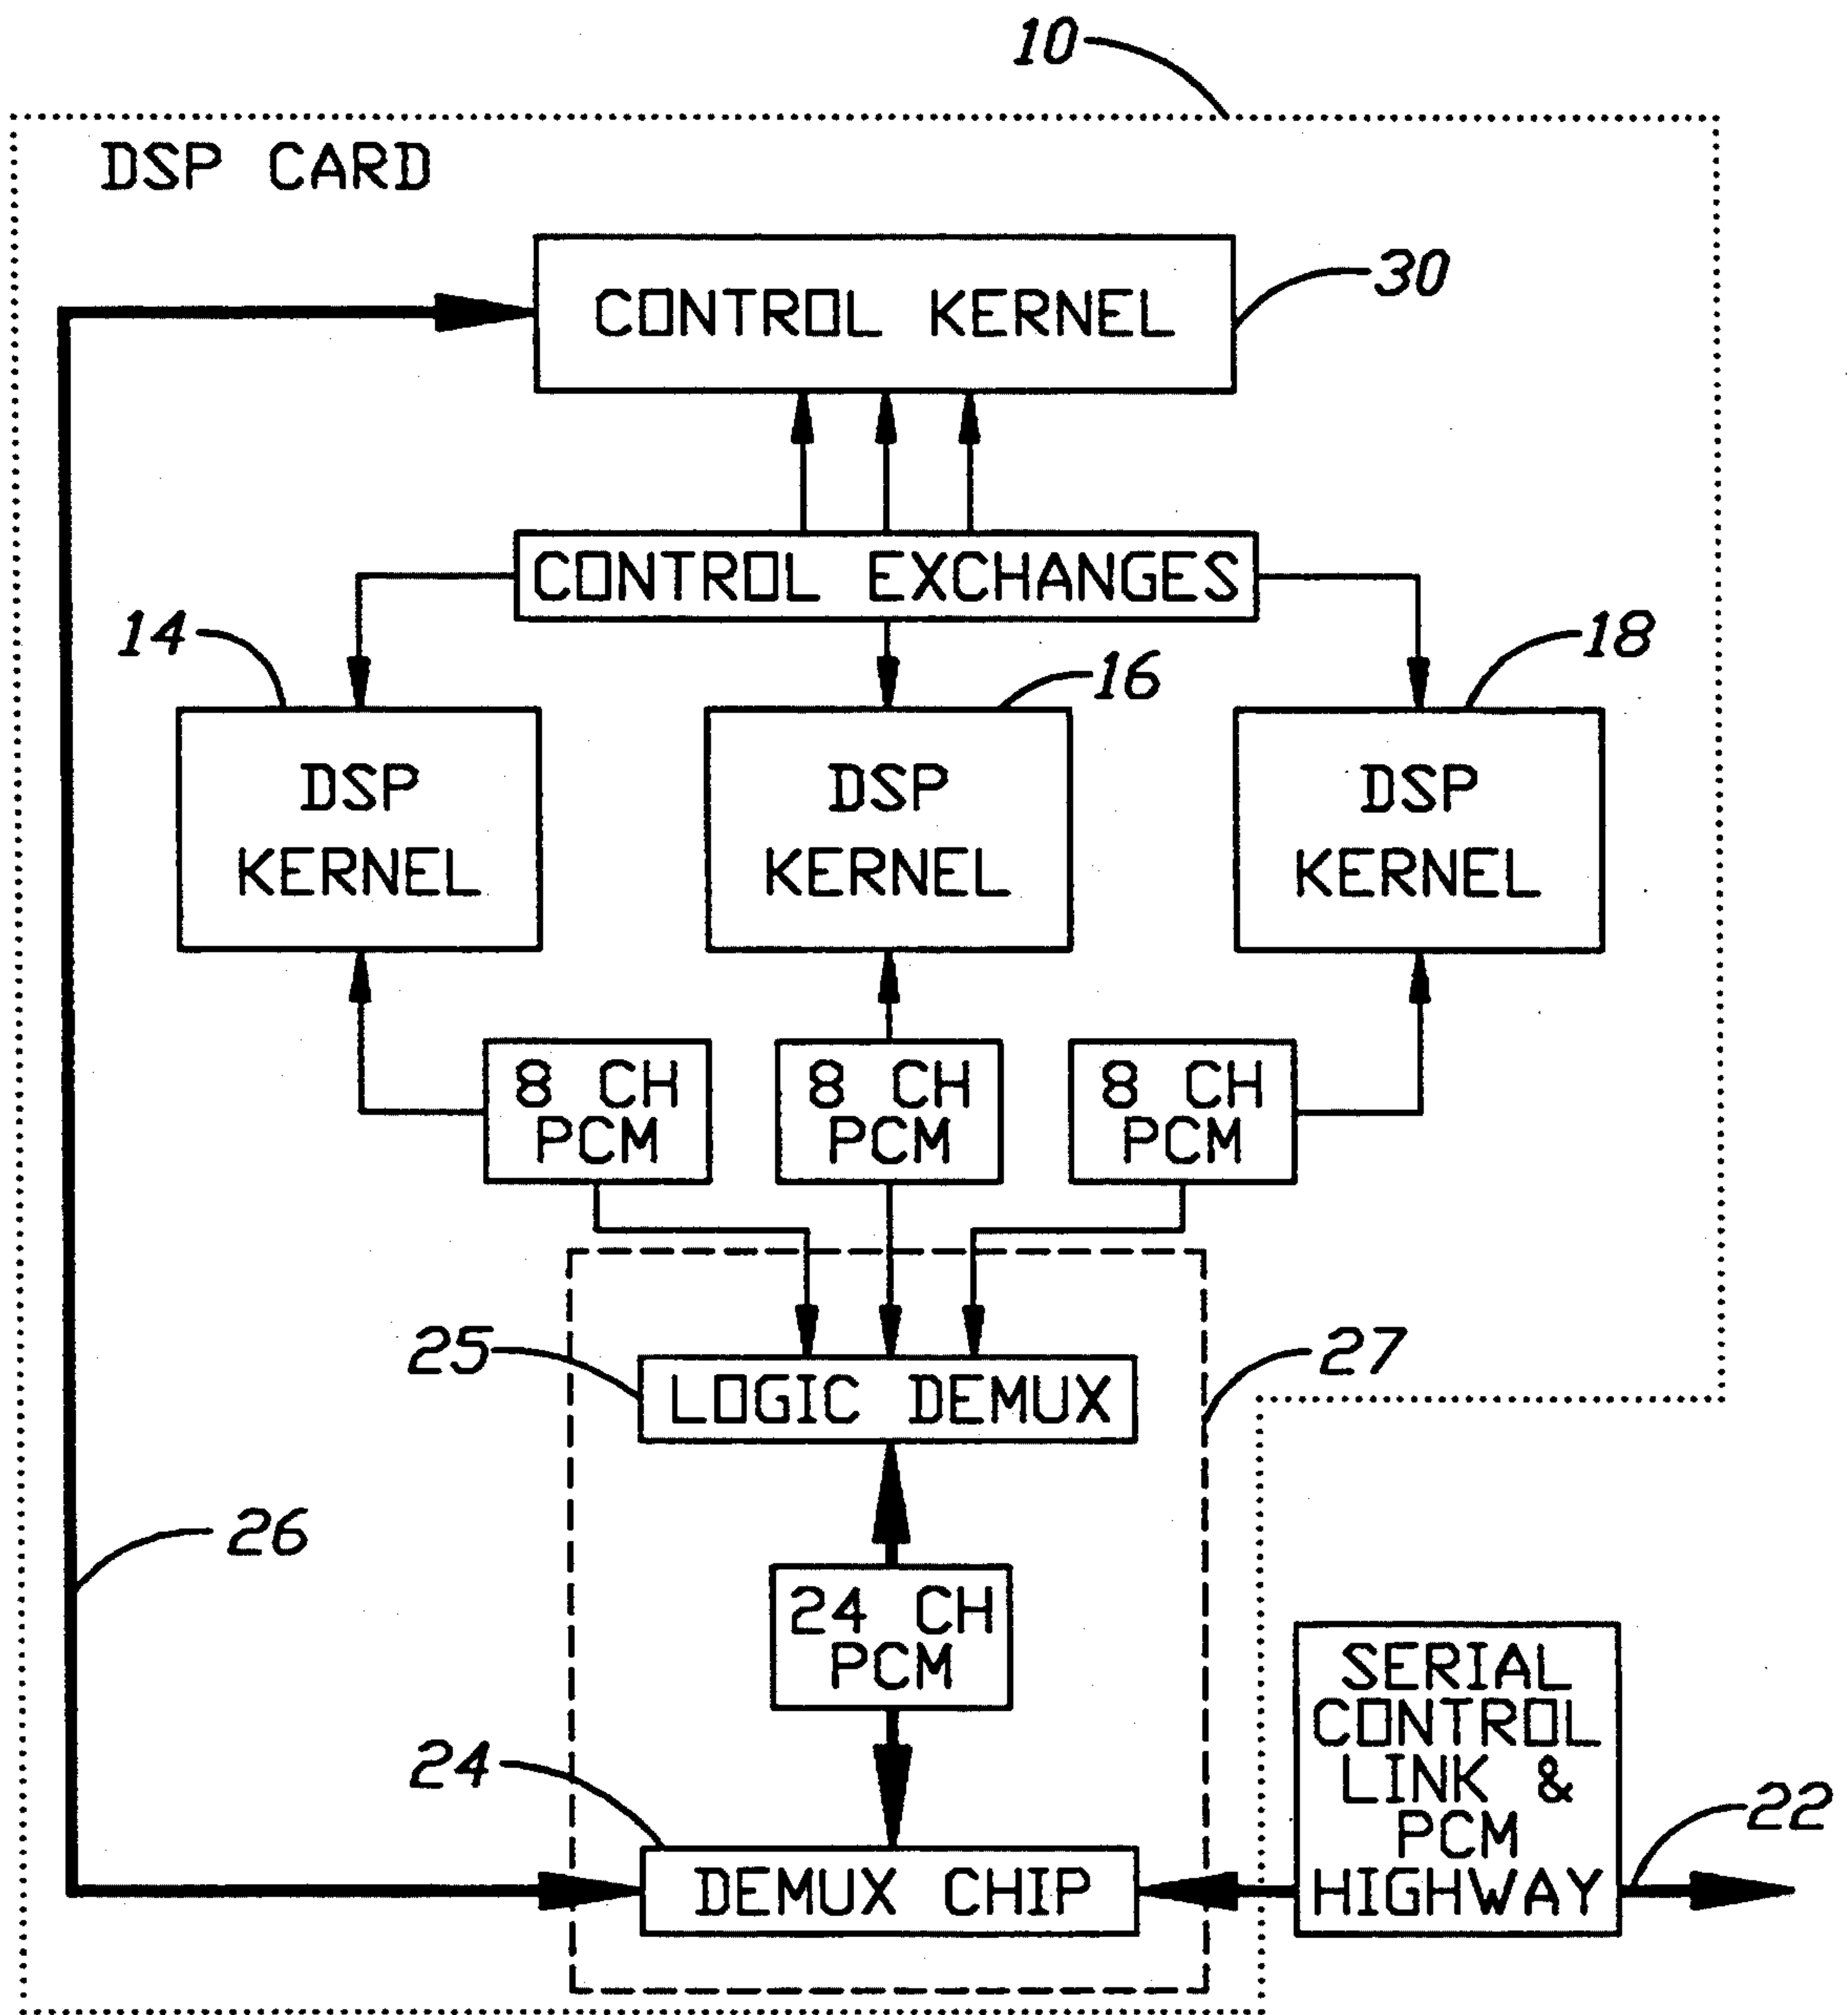 10
DSP CARD
CONTROL KERNEL
30
CONTROL EXCHANGES
14
16
18
DSP
KERNEL
DSP
KERNEL
DSP
KERNEL
8 CH
PCM
8 CH
PCM
8 CH
PCM
25
27
LOGIC DEMUX
26
24 CH
PCM
SERIAL
CONTROL
LINK &
PCM
HIGHWAY
22
24
DEMUX CHIP